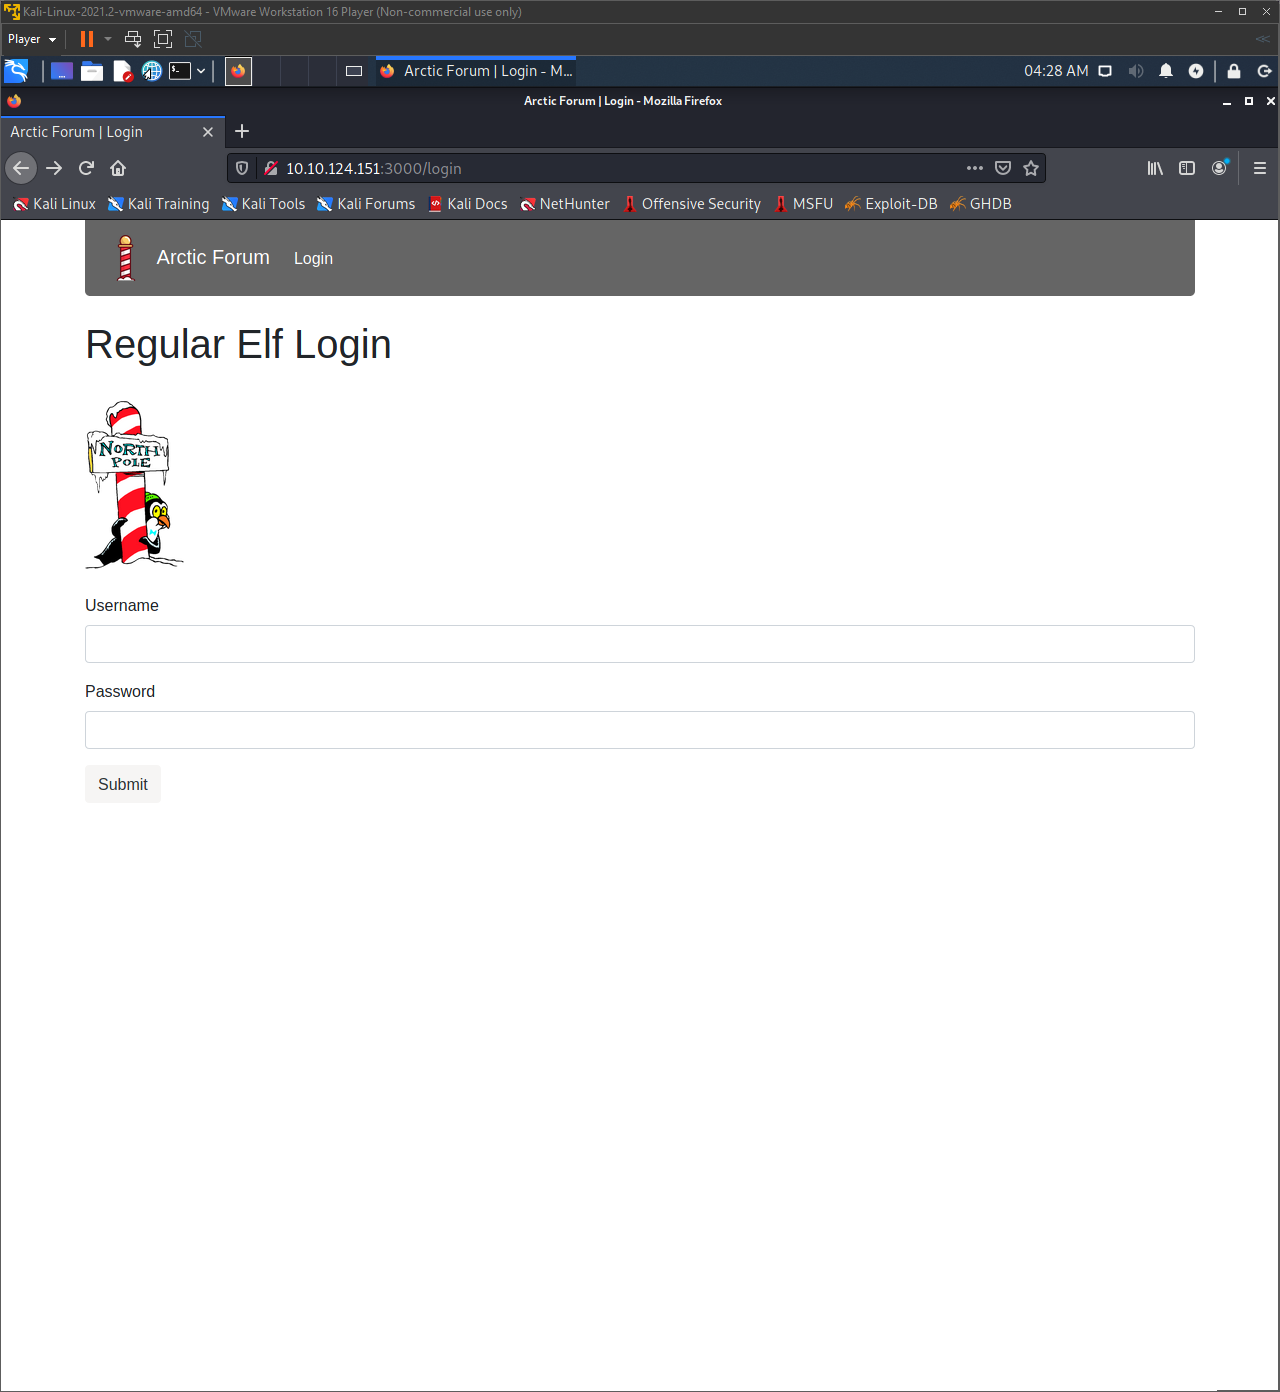 Kali-Linux-2021.2-vmware-amd64 - VMware Workstation 16 Player (Non-commercial use only)
Player
Arctic Forum | Login - M...
04:28 AM
Arctic Forum | Login - Mozilla Firefox
Arctic Forum | Login
10.10.124.151:3000/login
Kali Linux Kali Training Kali Tools Kali Forums Kali Docs NetHunter Offensive Security MSFU Exploit-DB GHDB
Arctic Forum Login
Regular Elf Login
NORTH
POLE
Username
Password
Submit